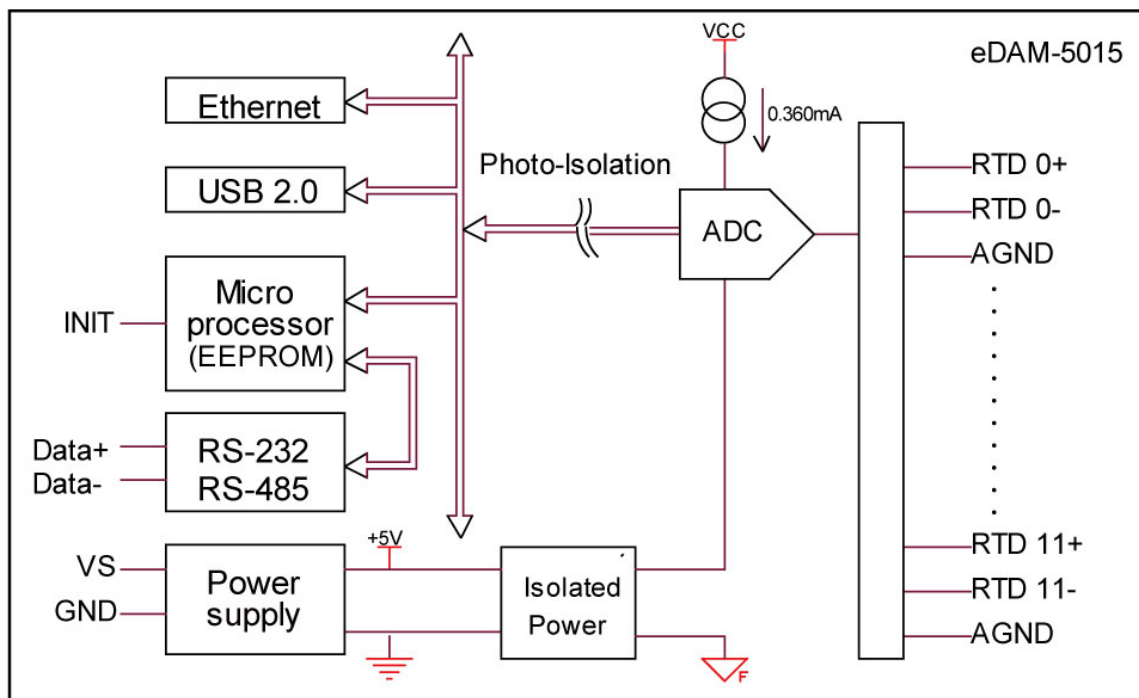 eDAM-5015
VCC
0.360mA
Ethernet
USB 2.0
Photo-Isolation
ADC
RTD 0+
RTD 0-
AGND
INIT
Micro
processor
(EEPROM)
Data+
Data-
RS-232
RS-485
VS
GND
Power
supply
+5V
Isolated
Power
F
RTD 11+
RTD 11-
AGND